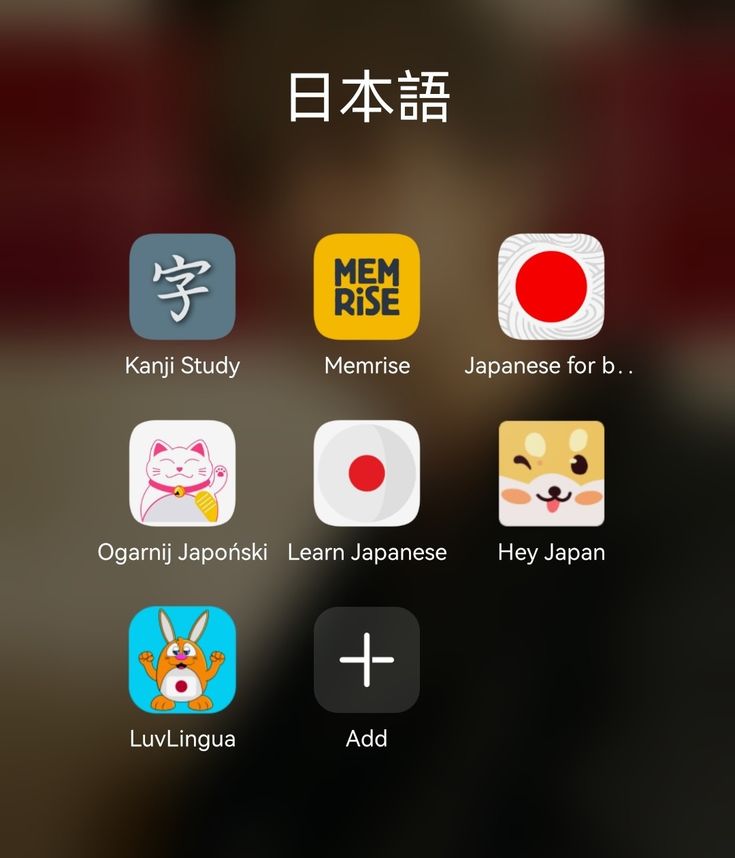 日本語
字
MEM
RiSE
Kanji Study
Memrise
Japanese for b..
Ogarnij Japoński
Learn Japanese
Hey Japan
LuvLingua
Add